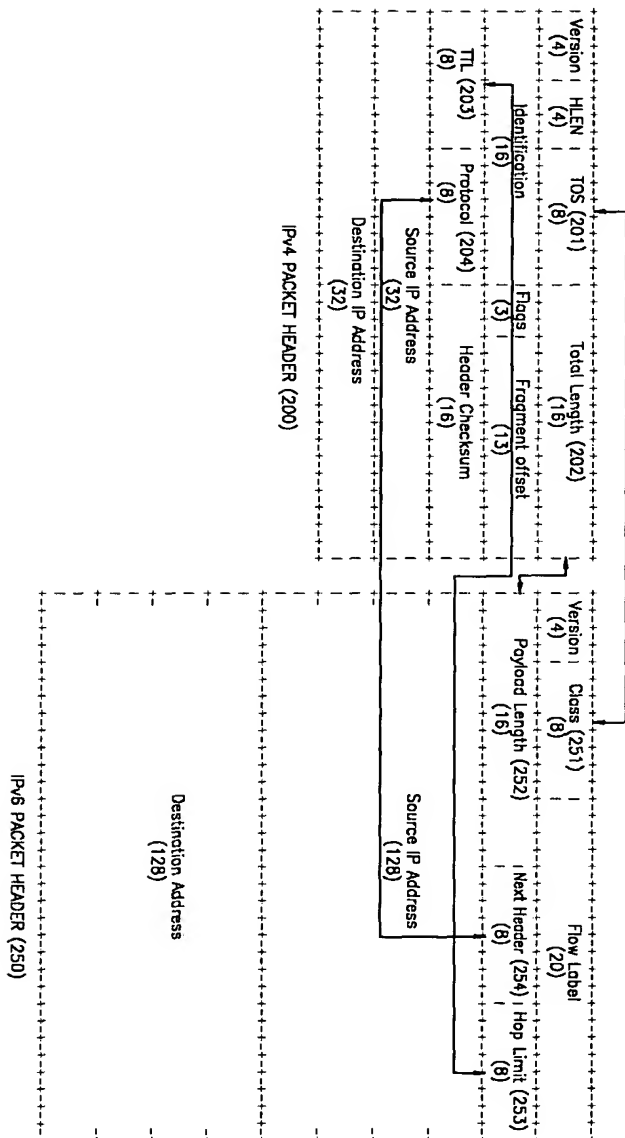 Version HLEN TOS (201) Total Length (202)
(4) (4) (8) (16)
Identification Flags Fragment offset
(16) (3) (13)
TTL (203) Protocol (204) Header Checksum
(8) (8) (16)
Source IP Address
(32)
Destination IP Address
(32)
IPv4 PACKET HEADER (200)
Version Class (251) Flow Label
(4) (8) (20)
Payload Length (252) Next Header (254) Hop Limit (253)
(16) (8) (8)
Source IP Address
(128)
Destination Address
(128)
IPv6 PACKET HEADER (250)